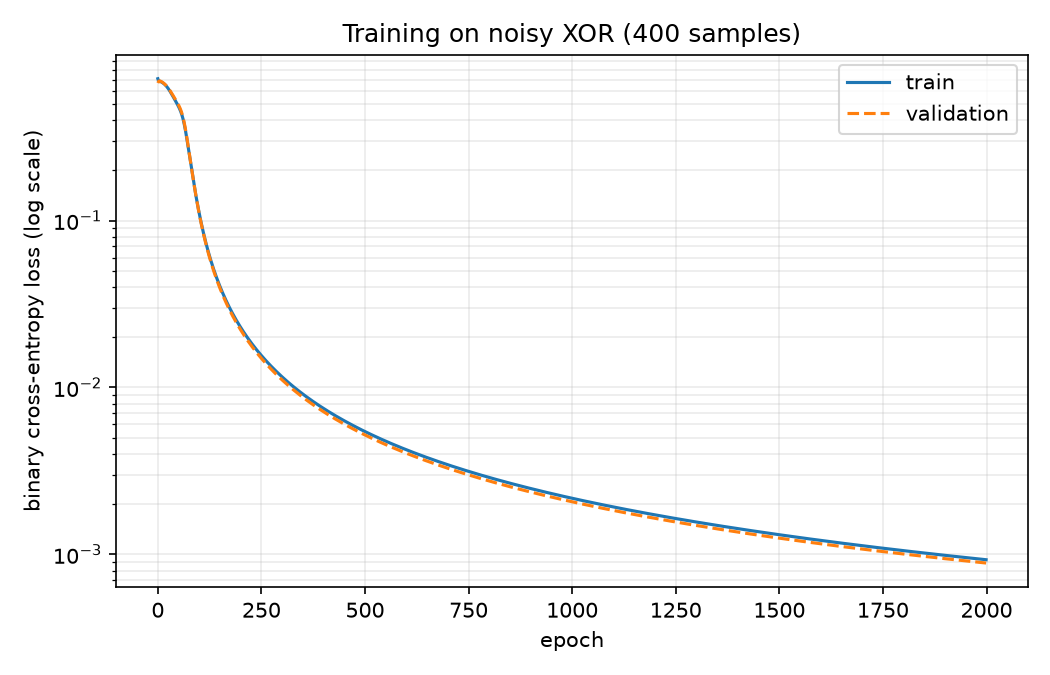 Training on noisy XOR (400 samples)
train
validation
binary cross-entropy loss (log scale)
10⁻¹
10⁻²
10⁻³
0 250 500 750 1000 1250 1500 1750 2000
epoch